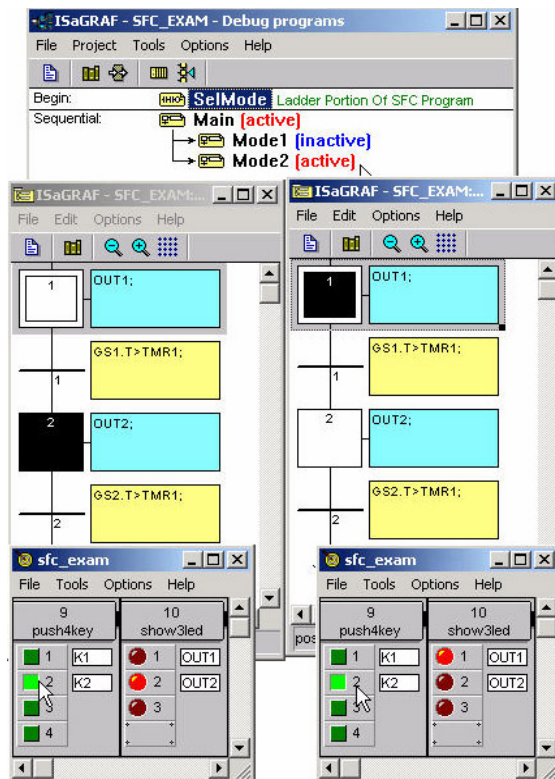 ISaGRAF - SFC_EXAM - Debug programs
File Project Tools Options Help
Begin: SelMode Ladder Portion Of SFC Program
Sequential: Main (active)
Mode1 (inactive)
Mode2 (active)
ISaGRAF - SFC_EXAM:...
File Edit Options Help
1 OUT1;
GS1.T>TMR1;
1
2 OUT2;
GS2.T>TMR1;
2
ISaGRAF - SFC_EXAM:...
File Edit Options Help
1 OUT1;
GS1.T>TMR1;
1
2 OUT2;
GS2.T>TMR1;
2
pos
sfc_exam
File Tools Options Help
9 10
push4key show3led
1 K1 1 OUT1
2 K2 2 OUT2
3 3
4
sfc_exam
File Tools Options Help
9 10
push4key show3led
1 K1 1 OUT1
2 K2 2 OUT2
3 3
4